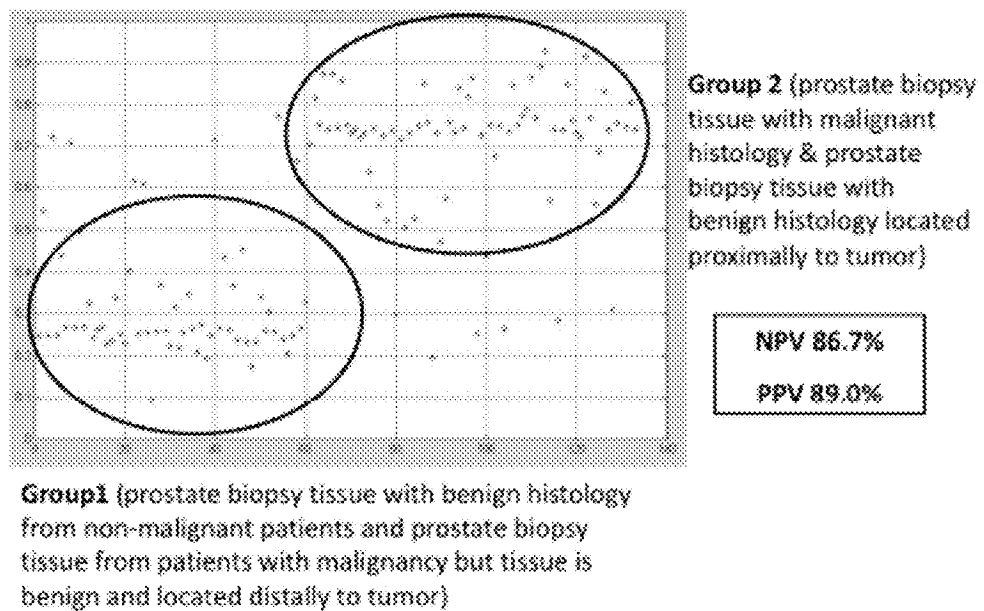 Group 2 (prostate biopsy
tissue with malignant
histology & prostate
biopsy tissue with
benign histology located
proximally to tumor)
NPV 86.7%
PPV 89.0%
Group1 (prostate biopsy tissue with benign histology
from non-malignant patients and prostate biopsy
tissue from patients with malignancy but tissue is
benign and located distally to tumor)